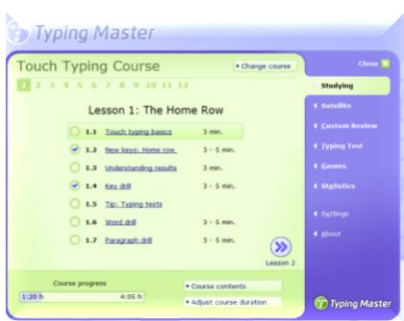 Typing Master
Touch Typing Course
• Change course
Close
1 2 3 4 5 6 7 8 9 10 11 12
Studying
Lesson 1: The Home Row
Satellite
1.1 Touch typing basics 3 min.
Custom Review
1.2 New keys: Home row 3 - 5 min.
Typing Test
1.3 Understanding results 3 min.
Games
1.4 Key drill 3 - 5 min.
Statistics
1.5 Tip: Typing tests
Settings
1.6 Word drill 3 - 5 min.
About
1.7 Paragraph drill 3 - 5 min.
Lesson 2
Course progress
• Course contents
1:20 h 4:05 h
• Adjust course duration
Typing Master